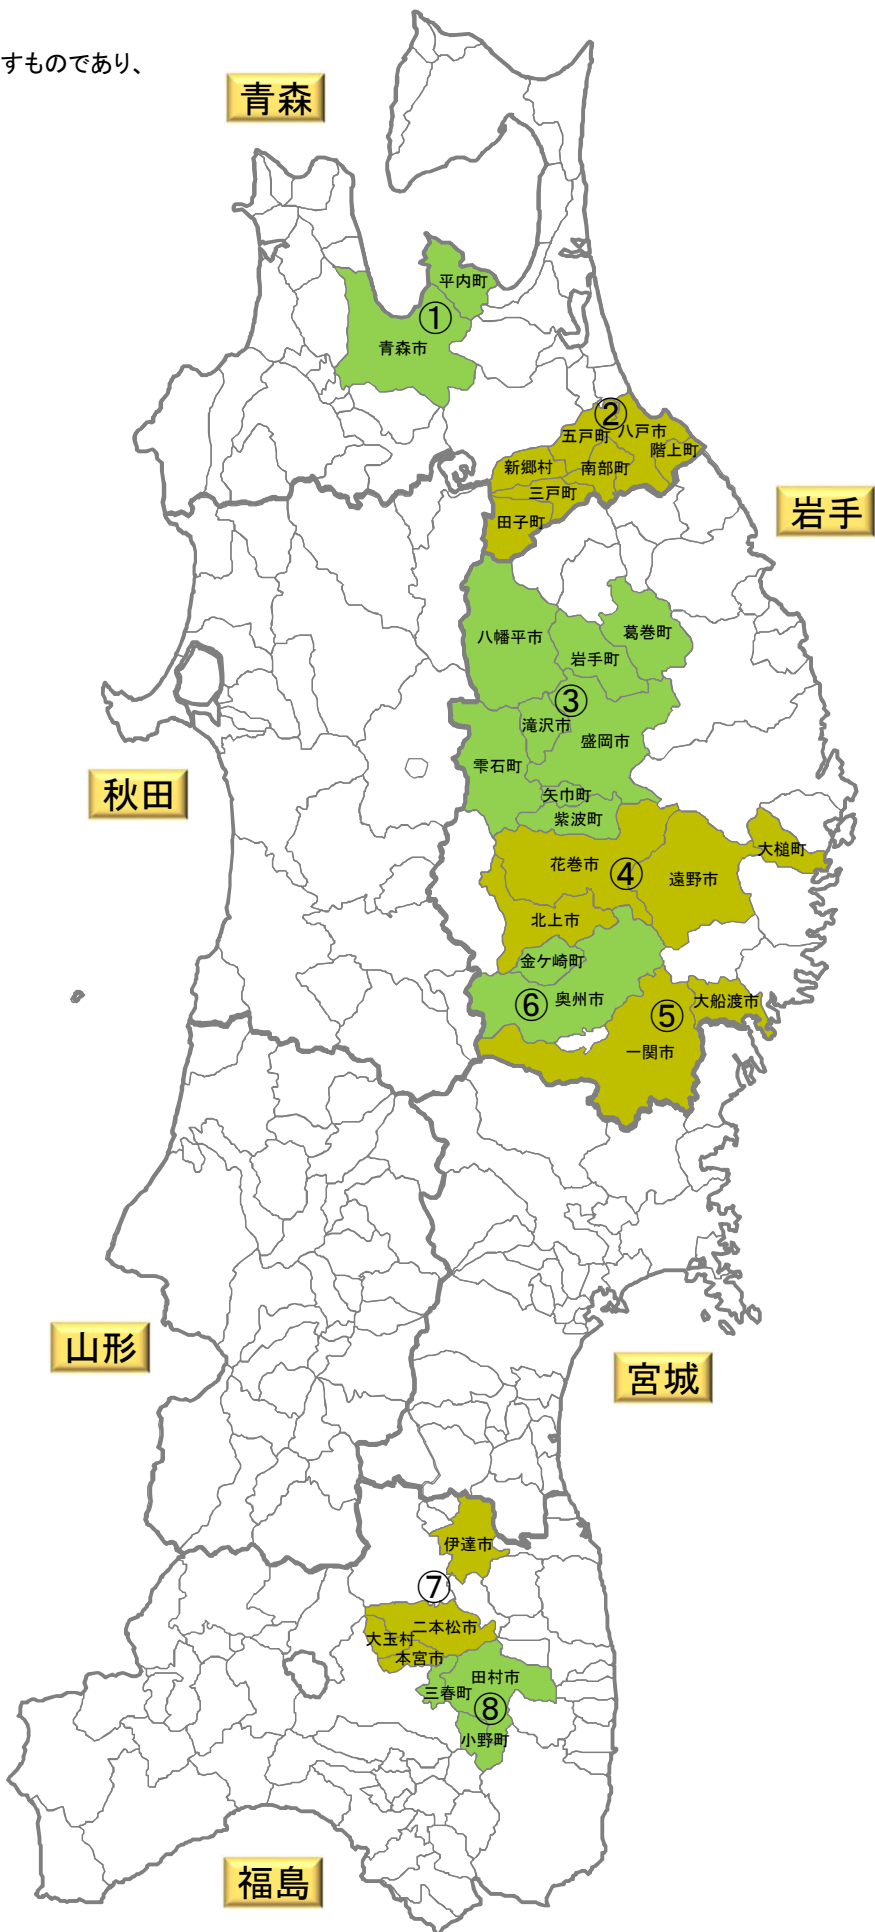 すものであり、
青森
平内町
①
青森市
②
五戸町
八戸市
階上町
新郷村
南部町
三戸町
田子町
岩手
八幡平市
葛巻町
岩手町
③
滝沢市
盛岡市
雫石町
秋田
矢巾町
紫波町
大槌町
花巻市
④
遠野市
北上市
金ケ崎町
⑥
奥州市
大船渡市
⑤
一関市
山形
宮城
伊達市
⑦
二本松市
大玉村
本宮市
田村市
三春町
⑧
小野町
福島